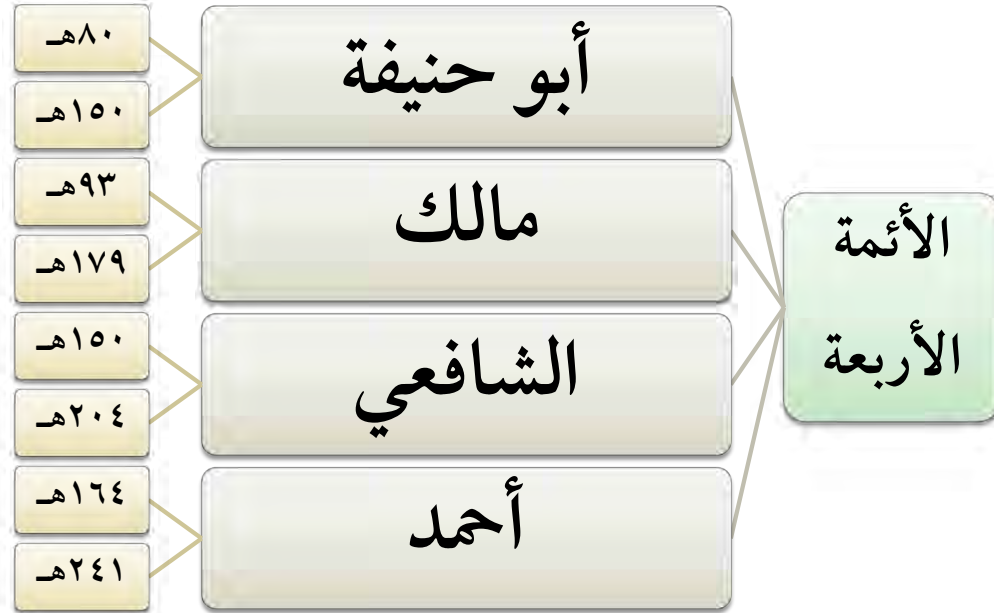 الأئمة
الأربعة
أبو حنيفة
٨٠هـ
١٥٠هـ
مالك
٩٣هـ
١٧٩هـ
الشافعي
١٥٠هـ
٢٠٤هـ
أحمد
١٦٤هـ
٢٤١هـ